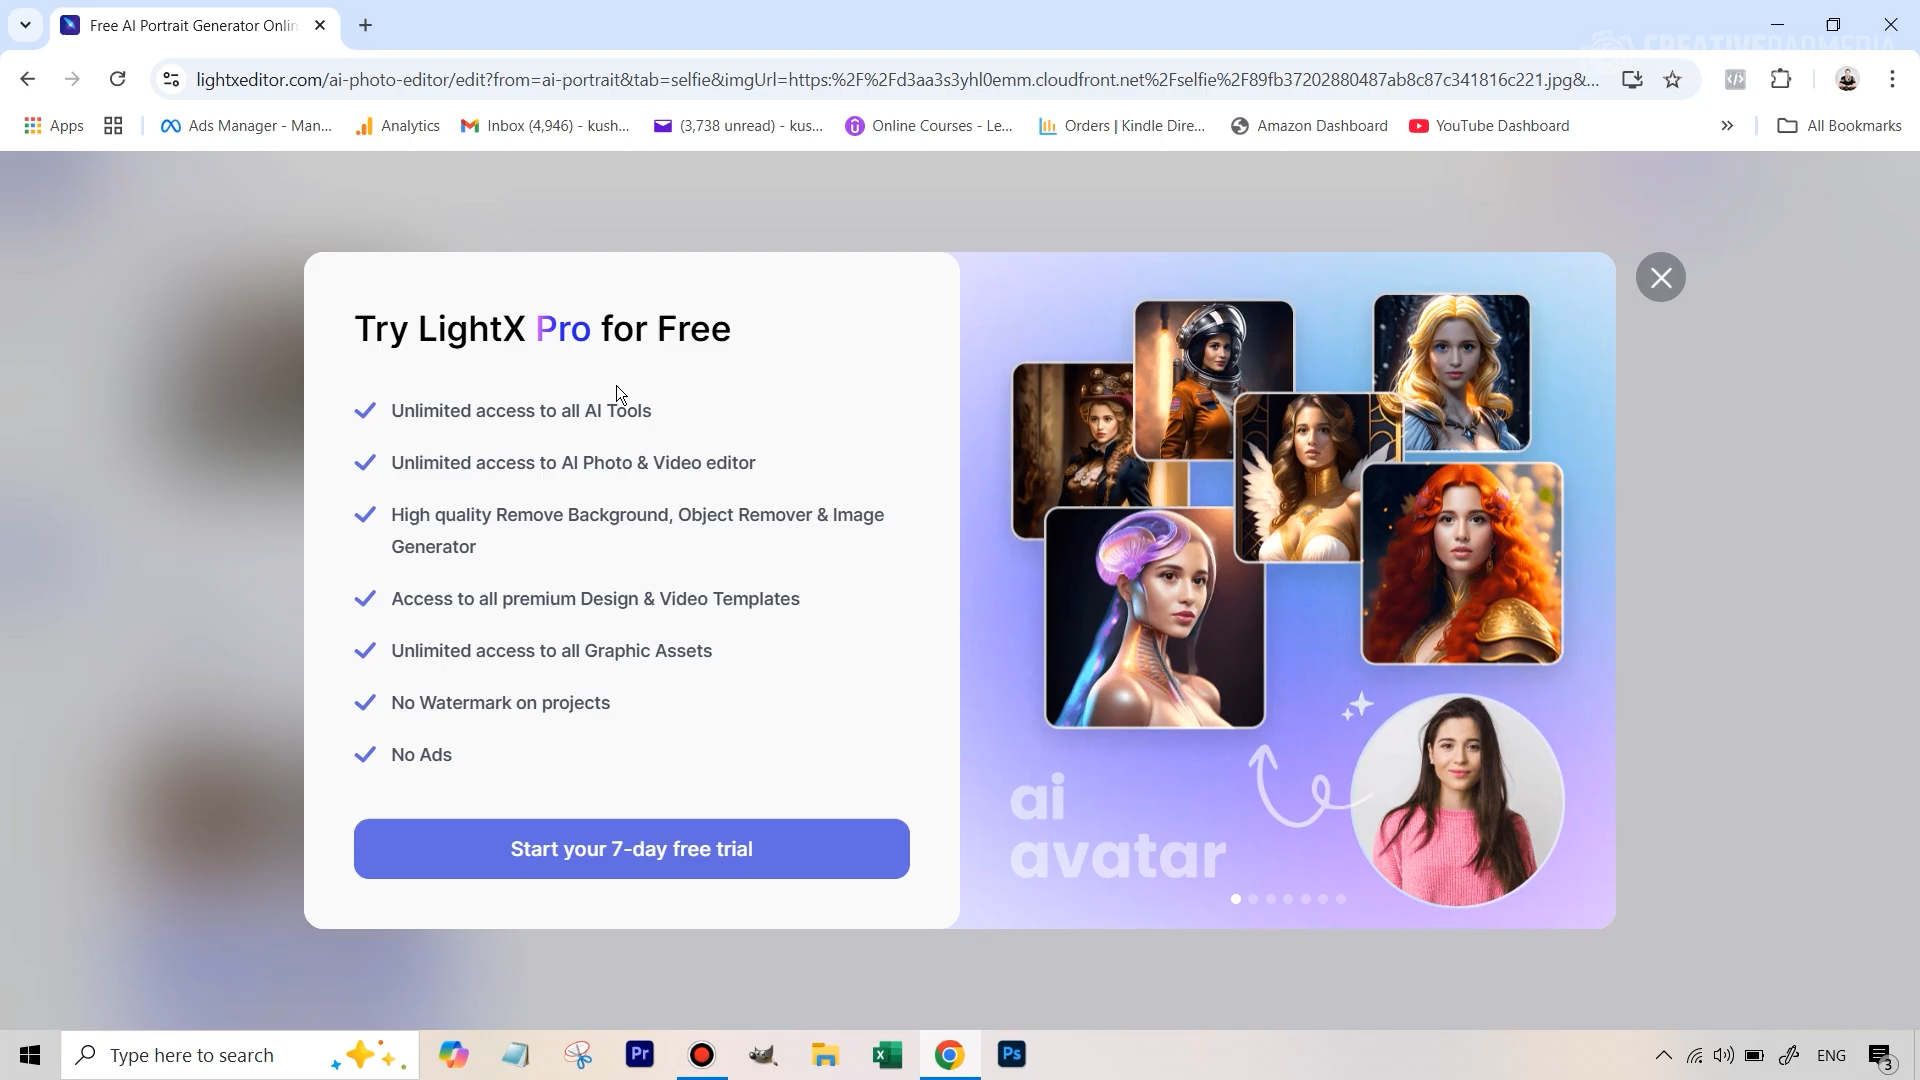 Free AI Portrait Generator Onlin
CREATIVEPADMEDIA
lightxeditor.com/ai-photo-editor/edit?from=ai-portrait&tab=selfie&imgUrl=https:%2F%2Fd3aa3s3yhl0emm.cloudfront.net%2Fselfie%2F89fb37202880487ab8c87c341816c221.jpg&...
Apps
Ads Manager - Man...
Analytics
Inbox (4,946) - kush...
(3,738 unread) - kus...
Online Courses - Le...
Orders | Kindle Dire...
Amazon Dashboard
YouTube Dashboard
All Bookmarks
Try LightX Pro for Free
Unlimited access to all AI Tools
Unlimited access to AI Photo & Video editor
High quality Remove Background, Object Remover & Image
Generator
Access to all premium Design & Video Templates
Unlimited access to all Graphic Assets
No Watermark on projects
No Ads
Start your 7-day free trial
ai
avatar
Type here to search
Pr
Ps
ENG
3